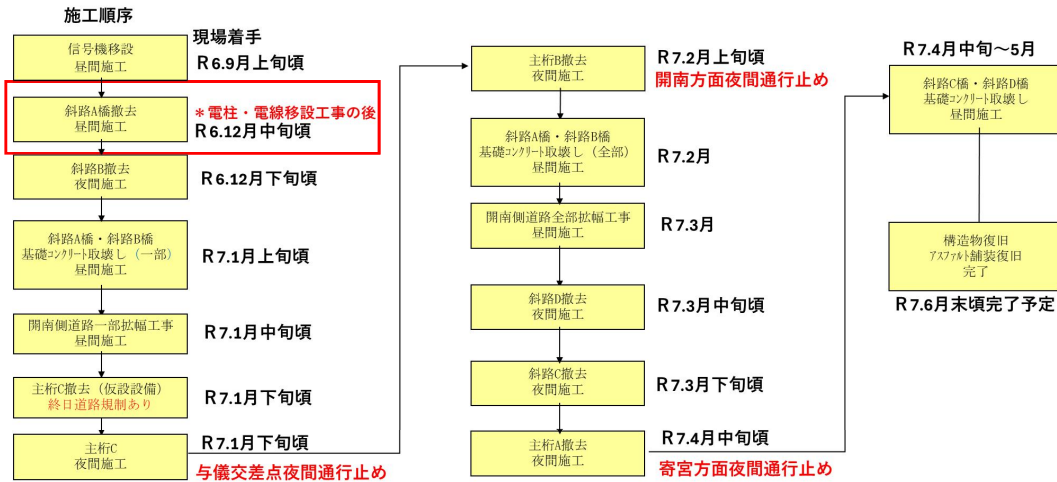 施工順序
信号機移設
昼間施工
現場着手
R6.9月上旬頃
斜路A橋撤去
昼間施工
＊電柱・電線移設工事の後
R6.12月中旬頃
斜路B撤去
夜間施工
R6.12月下旬頃
斜路A橋・斜路B橋
基礎ｺﾝｸﾘｰﾄ取壊し（一部）
昼間施工
R7.1月上旬頃
開南側道路一部拡幅工事
昼間施工
R7.1月中旬頃
主桁C撤去（仮設設備）
終日道路規制あり
R7.1月下旬頃
主桁C
夜間施工
R7.1月下旬頃
与儀交差点夜間通行止め
主桁B撤去
夜間施工
R7.2月上旬頃
開南方面夜間通行止め
斜路A橋・斜路B橋
基礎ｺﾝｸﾘｰﾄ取壊し（全部）
昼間施工
R7.2月
開南側道路全部拡幅工事
昼間施工
R7.3月
斜路D撤去
夜間施工
R7.3月中旬頃
斜路C撤去
夜間施工
R7.3月下旬頃
主桁A撤去
夜間施工
R7.4月中旬頃
寄宮方面夜間通行止め
R7.4月中旬～5月
斜路C橋・斜路D橋
基礎ｺﾝｸﾘｰﾄ取壊し
昼間施工
構造物復旧
ｱｽﾌｧﾙﾄ舗装復旧
完了
R7.6月末頃完了予定